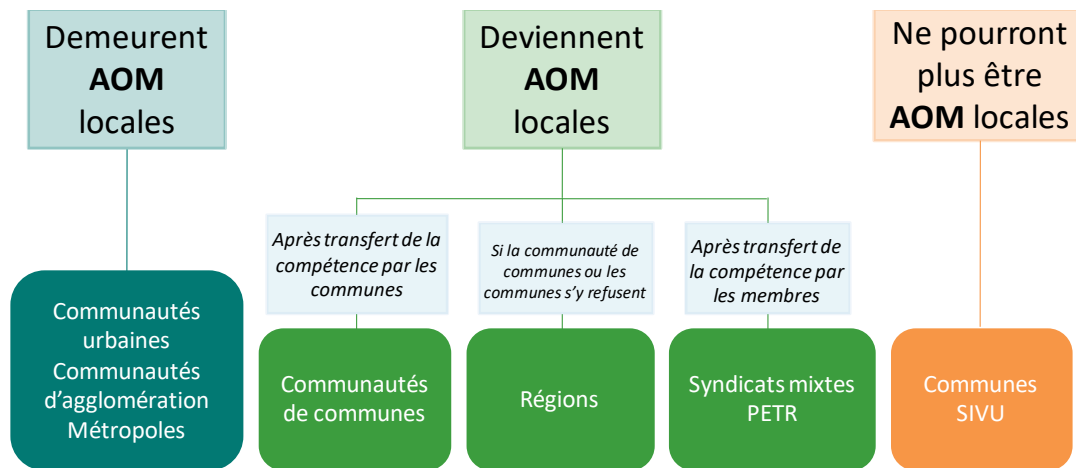 Demeurent
AOM
locales
Deviennent
AOM
locales
Ne pourront
plus être
AOM locales
Après transfert de la
compétence par les
communes
Si la communauté de
communes ou les
communes s'y refusent
Après transfert de
la compétence par
les membres
Communautés
urbaines
Communautés
d'agglomération
Métropoles
Communautés
de communes
Régions
Syndicats mixtes
PETR
Communes
SIVU